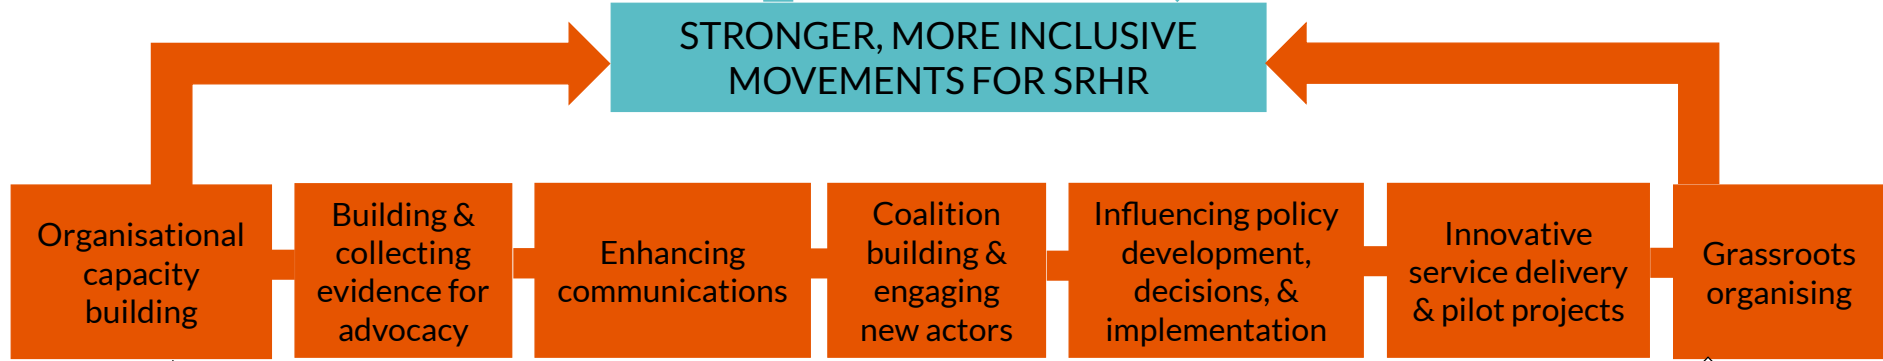 STRONGER, MORE INCLUSIVE
MOVEMENTS FOR SRHR
Organisational
capacity
building
Building &
collecting
evidence for
advocacy
Enhancing
communications
Coalition
building &
engaging
new actors
Influencing policy
development,
decisions, &
implementation
Innovative
service delivery
& pilot projects
Grassroots
organising